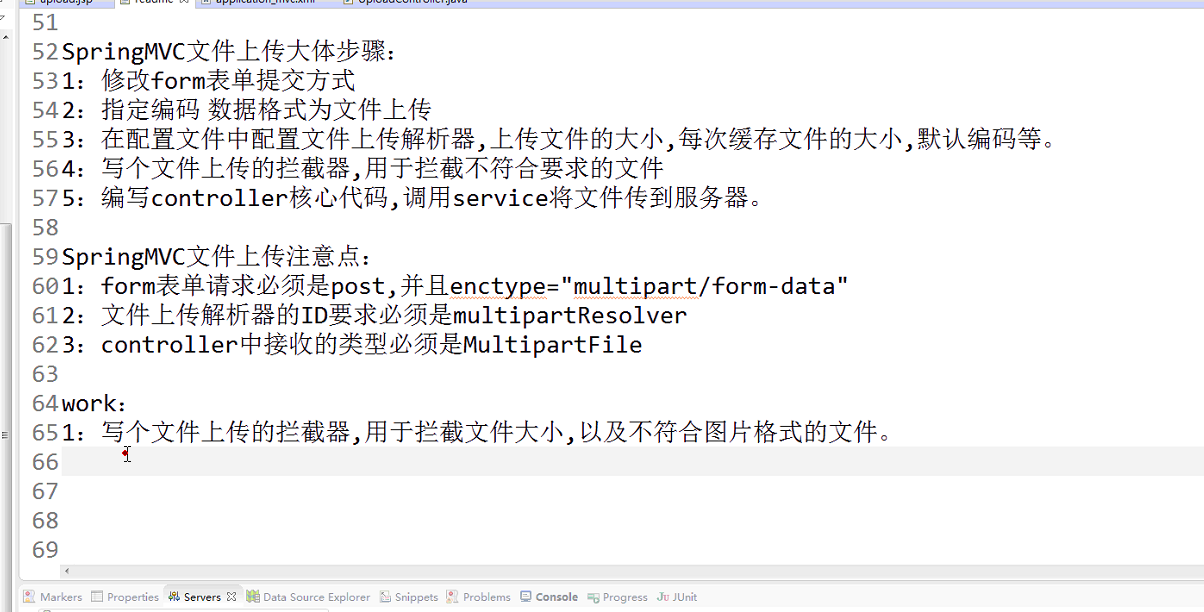 upload.jsp readme application_mvc.xml UploadController.java
51
52 SpringMVC文件上传大体步骤:
53 1: 修改form表单提交方式
54 2: 指定编码 数据格式为文件上传
55 3: 在配置文件中配置文件上传解析器,上传文件的大小,每次缓存文件的大小,默认编码等。
56 4: 写个文件上传的拦截器,用于拦截不符合要求的文件
57 5: 编写controller核心代码,调用service将文件传到服务器。
58
59 SpringMVC文件上传注意点:
60 1: form表单请求必须是post,并且enctype="multipart/form-data"
61 2: 文件上传解析器的ID要求必须是multipartResolver
62 3: controller中接收的类型必须是MultipartFile
63
64 work:
65 1: 写个文件上传的拦截器,用于拦截文件大小,以及不符合图片格式的文件。
66
67
68
69
Markers Properties Servers Data Source Explorer Snippets Problems Console Progress JUnit